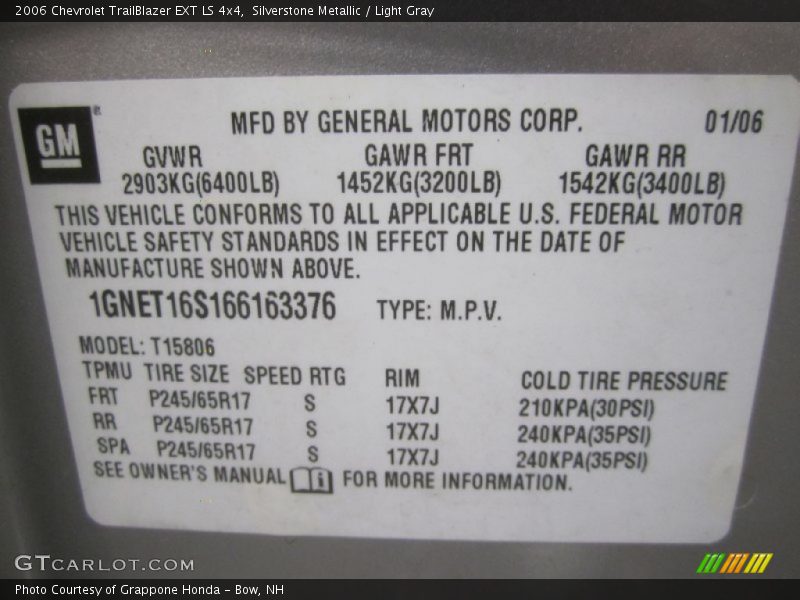 2006 Chevrolet TrailBlazer EXT LS 4x4,  Silverstone Metallic / Light Gray
GM®
MFD BY GENERAL MOTORS CORP. 01/06
GVWR GAWR FRT GAWR RR
2903KG(6400LB) 1452KG(3200LB) 1542KG(3400LB)
THIS VEHICLE CONFORMS TO ALL APPLICABLE U.S. FEDERAL MOTOR
VEHICLE SAFETY STANDARDS IN EFFECT ON THE DATE OF
MANUFACTURE SHOWN ABOVE.
1GNET16S166163376 TYPE: M.P.V.
MODEL: T15806
TPMU TIRE SIZE SPEED RTG RIM COLD TIRE PRESSURE
FRT P245/65R17 S 17X7J 210KPA(30PSI)
RR P245/65R17 S 17X7J 240KPA(35PSI)
SPA P245/65R17 S 17X7J 240KPA(35PSI)
SEE OWNER'S MANUAL i FOR MORE INFORMATION.
GTCARLOT.COM
Photo Courtesy of Grappone Honda - Bow, NH